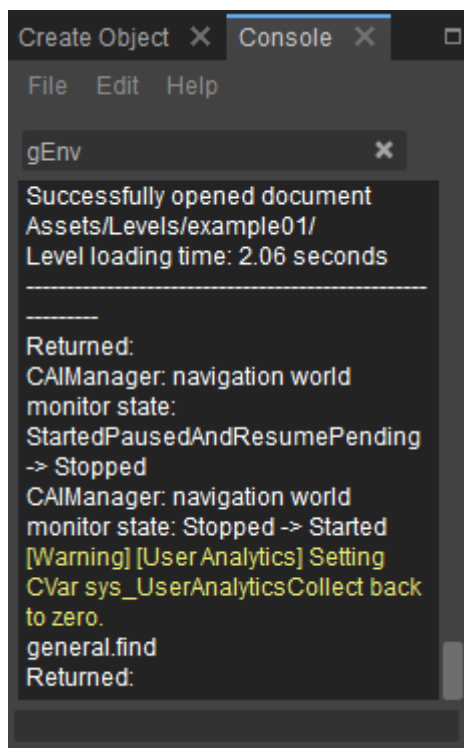 Create Object Console
File Edit Help
gEnv
Successfully opened document
Assets/Levels/example01/
Level loading time: 2.06 seconds
--------------------------------------------------
---------
Returned:
CAIManager: navigation world
monitor state:
StartedPausedAndResumePending
-> Stopped
CAIManager: navigation world
monitor state: Stopped -> Started
[Warning] [User Analytics] Setting
CVar sys_UserAnalyticsCollect back
to zero.
general.find
Returned: